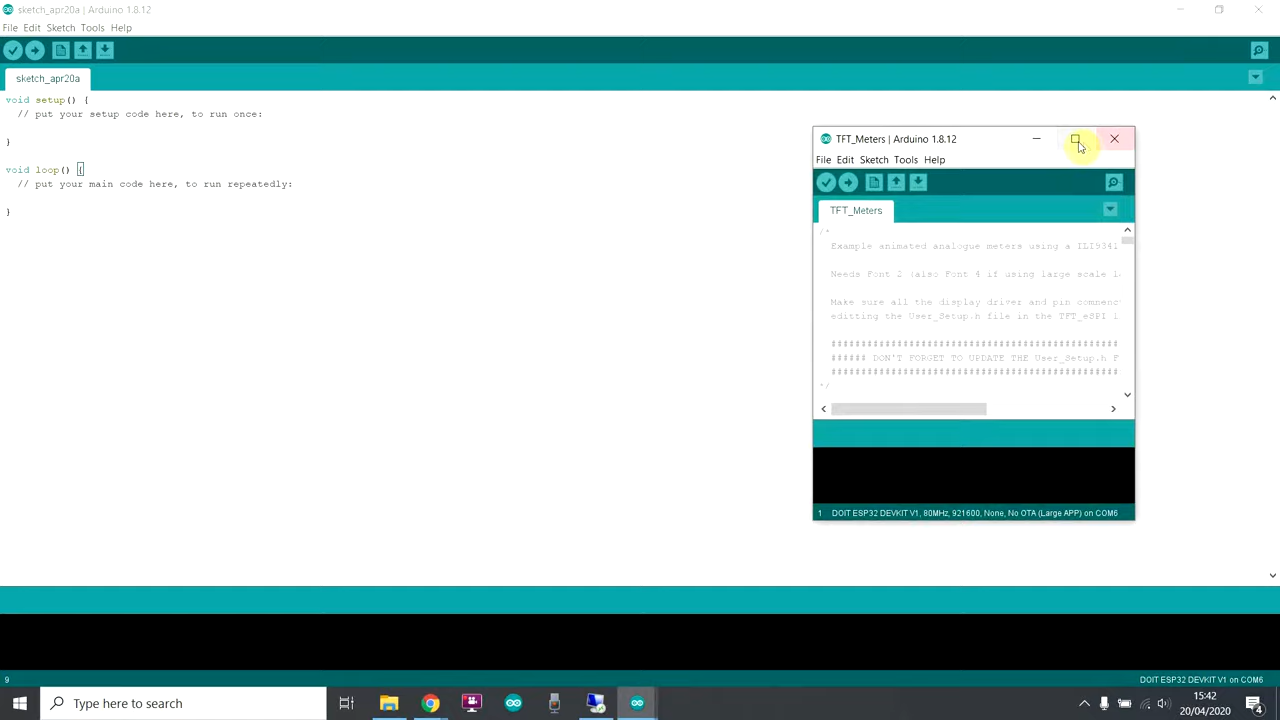 sketch_apr20a | Arduino 1.8.12
File Edit Sketch Tools Help
sketch_apr20a
void setup() {
// put your setup code here, to run once:
}
void loop() {
// put your main code here, to run repeatedly:
}
TFT_Meters | Arduino 1.8.12
File Edit Sketch Tools Help
TFT_Meters
/*
Example animated analogue meters using a ILI9341
Needs Font 2 (also Font 4 if using large scale l
Make sure all the display driver and pin comnenc
editting the User_Setup.h file in the TFT_eSPI l
################################################
###### DON'T FORGET TO UPDATE THE User_Setup.h F
################################################
*/
1 DOIT ESP32 DEVKIT V1, 80MHz, 921600, None, No OTA (Large APP) on COM6
9
DOIT ESP32 DEVKIT V1 on COM6
Type here to search
15:42
20/04/2020
4